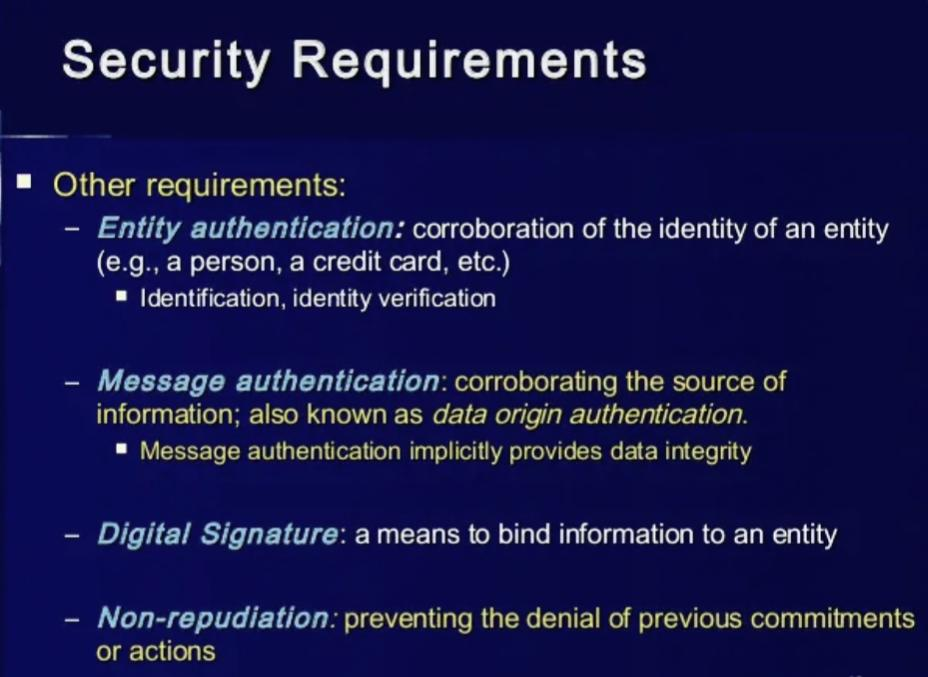 Security Requirements
■ Other requirements:
– Entity authentication: corroboration of the identity of an entity
(e.g., a person, a credit card, etc.)
■ Identification, identity verification
– Message authentication: corroborating the source of
information; also known as data origin authentication.
■ Message authentication implicitly provides data integrity
– Digital Signature: a means to bind information to an entity
– Non-repudiation: preventing the denial of previous commitments
or actions